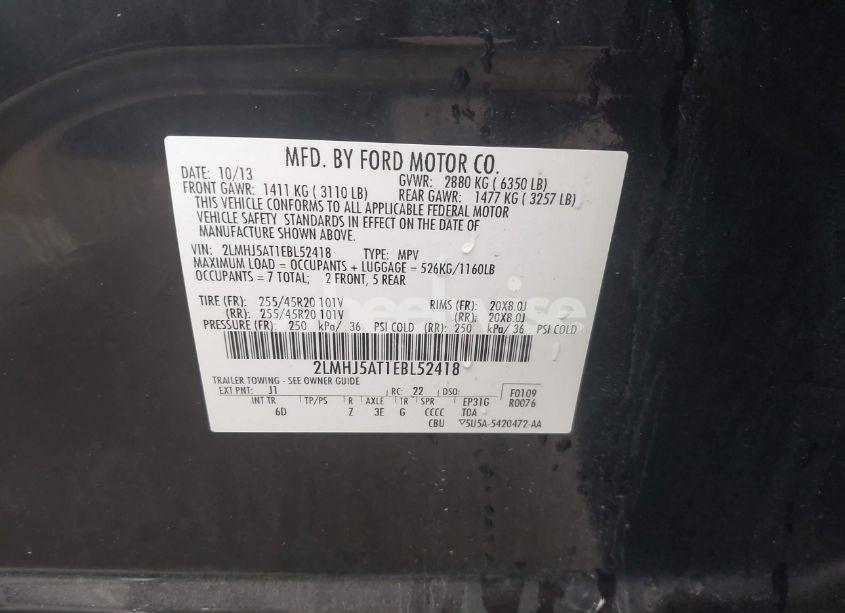 MFD. BY FORD MOTOR CO.
DATE: 10/13 GVWR: 2880 KG ( 6350 LB)
FRONT GAWR: 1411 KG ( 3110 LB) REAR GAWR: 1477 KG ( 3257 LB)
THIS VEHICLE CONFORMS TO ALL APPLICABLE FEDERAL MOTOR
VEHICLE SAFETY STANDARDS IN EFFECT ON THE DATE OF
MANUFACTURE SHOWN ABOVE.
VIN: 2LMHJ5AT1EBL52418 TYPE: MPV
MAXIMUM LOAD = OCCUPANTS + LUGGAGE = 526KG/1160LB
OCCUPANTS = 7 TOTAL; 2 FRONT, 5 REAR
TIRE (FR): 255/45R20 101V RIMS (FR): 20X8.0J
(RR): 255/45R20 101V (RR): 20X8.0J
PRESSURE (FR): 250 kPa/ 36 PSI COLD (RR): 250 kPa/ 36 PSI COLD
2LMHJ5AT1EBL52418
TRAILER TOWING - SEE OWNER GUIDE
EXT PNT: J1 RC: 22 DSO: F0109
INT TR TP/PS R AXLE TR SPR EP31G R0076
6D Z 3E G CCCC TOA
CBU ▽5U5A-5420472-AA